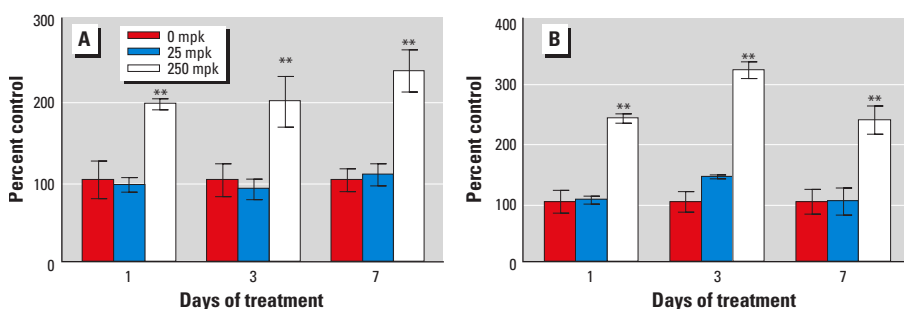 A
0 mpk
25 mpk
250 mpk
Percent control
300
200
100
0
**
**
**
1
3
7
Days of treatment
B
Percent control
400
300
200
100
0
**
**
**
1
3
7
Days of treatment